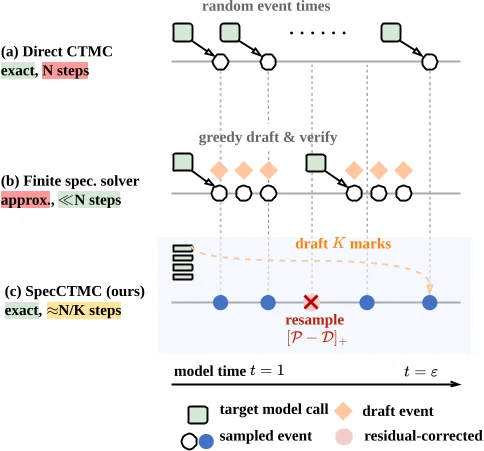 random event times
(a) Direct CTMC
exact, N steps
greedy draft & verify
(b) Finite spec. solver
approx., ≪N steps
draft K marks
(c) SpecCTMC (ours)
exact, ≈N/K steps
resample
[𝒫 − 𝒟]₊
model time t = 1
t = ε
target model call
draft event
sampled event
residual-corrected